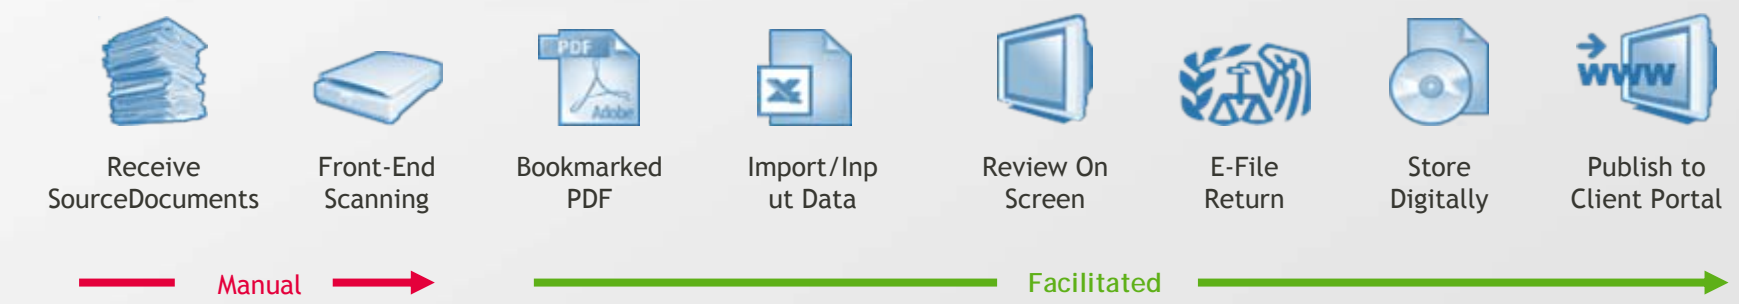 PDF
Adobe
www
Receive
SourceDocuments
Front-End
Scanning
Bookmarked
PDF
Import/Inp
ut Data
Review On
Screen
E-File
Return
Store
Digitally
Publish to
Client Portal
Manual
Facilitated